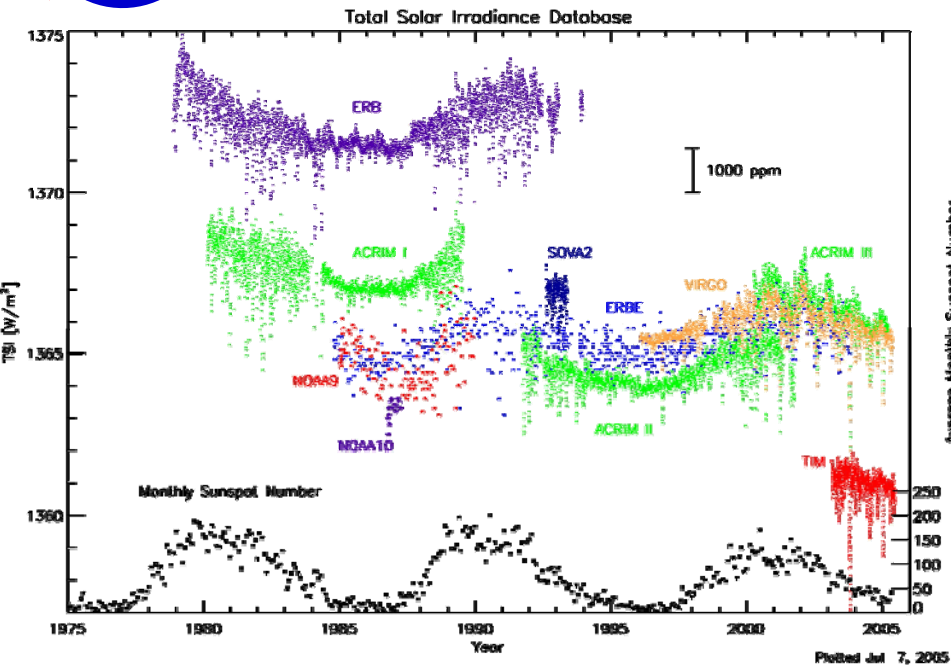 Total Solar Irradiance Database
1375
1370
1365
1360
TSI [W/m²]
ERB
1000 ppm
ACRIM I
SOVA2
ACRIM III
VIRGO
ERBE
NOAA9
ACRIM II
NOAA10
TIM
Monthly Sunspot Number
250
200
150
100
50
0
1975 1980 1985 1990 1995 2000 2005
Year
Plotted Jul 7, 2005